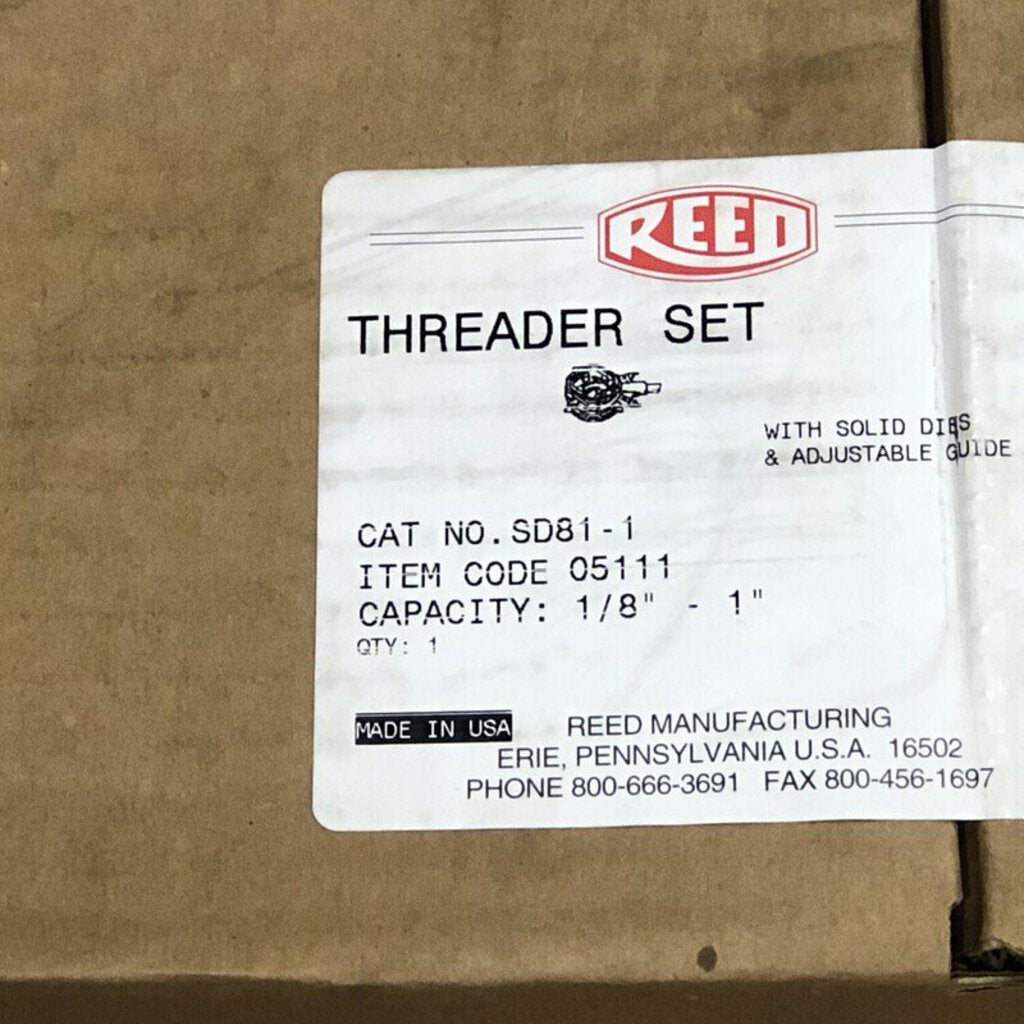 REED
THREADER SET
WITH SOLID DIES
& ADJUSTABLE GUIDE
CAT NO. SD81-1
ITEM CODE 05111
CAPACITY: 1/8" - 1"
QTY: 1
MADE IN USA
REED MANUFACTURING
ERIE, PENNSYLVANIA U.S.A. 16502
PHONE 800-666-3691 FAX 800-456-1697